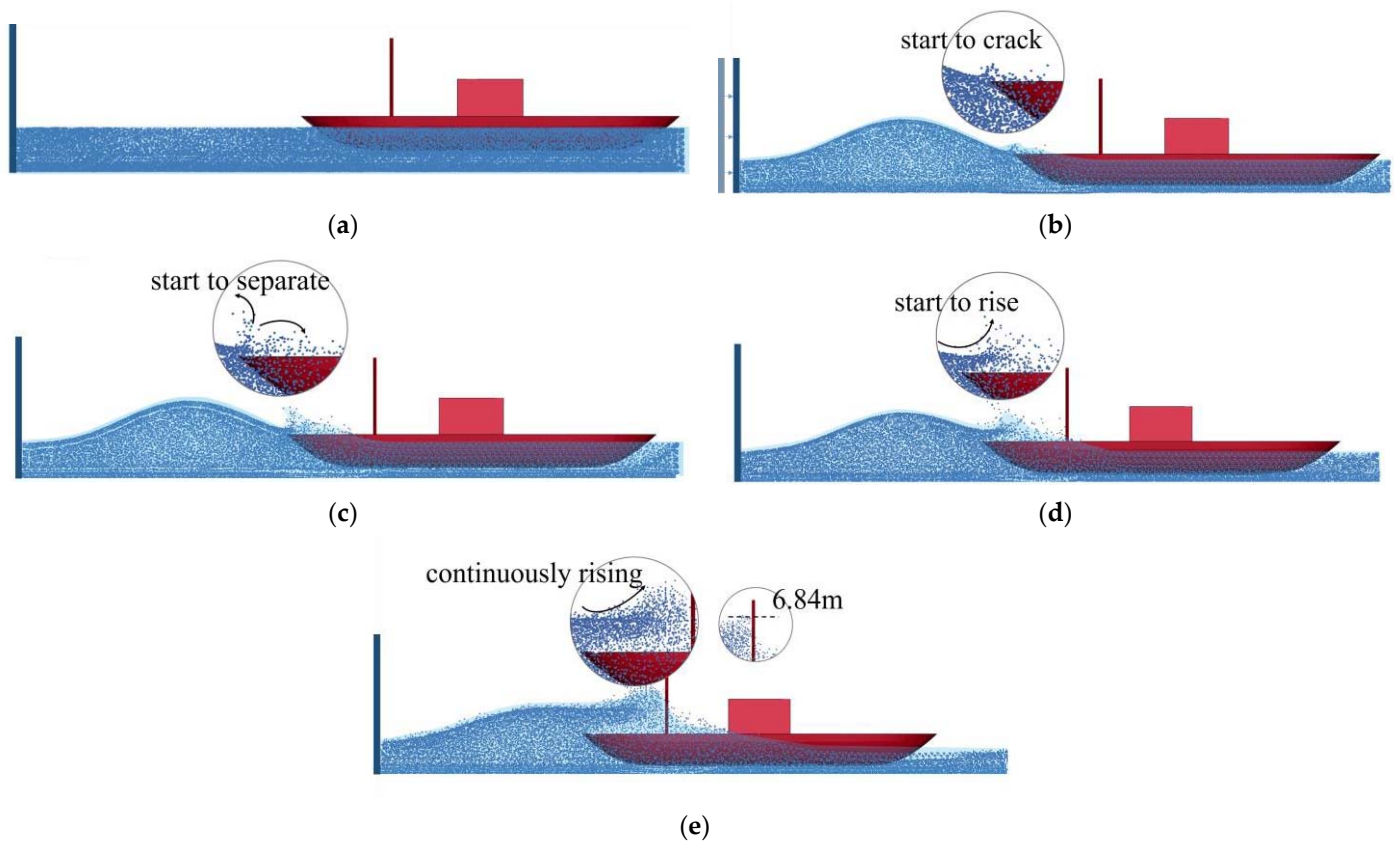 start to crack
(a)
(b)
start to separate
start to rise
(c)
(d)
continuously rising
6.84m
(e)